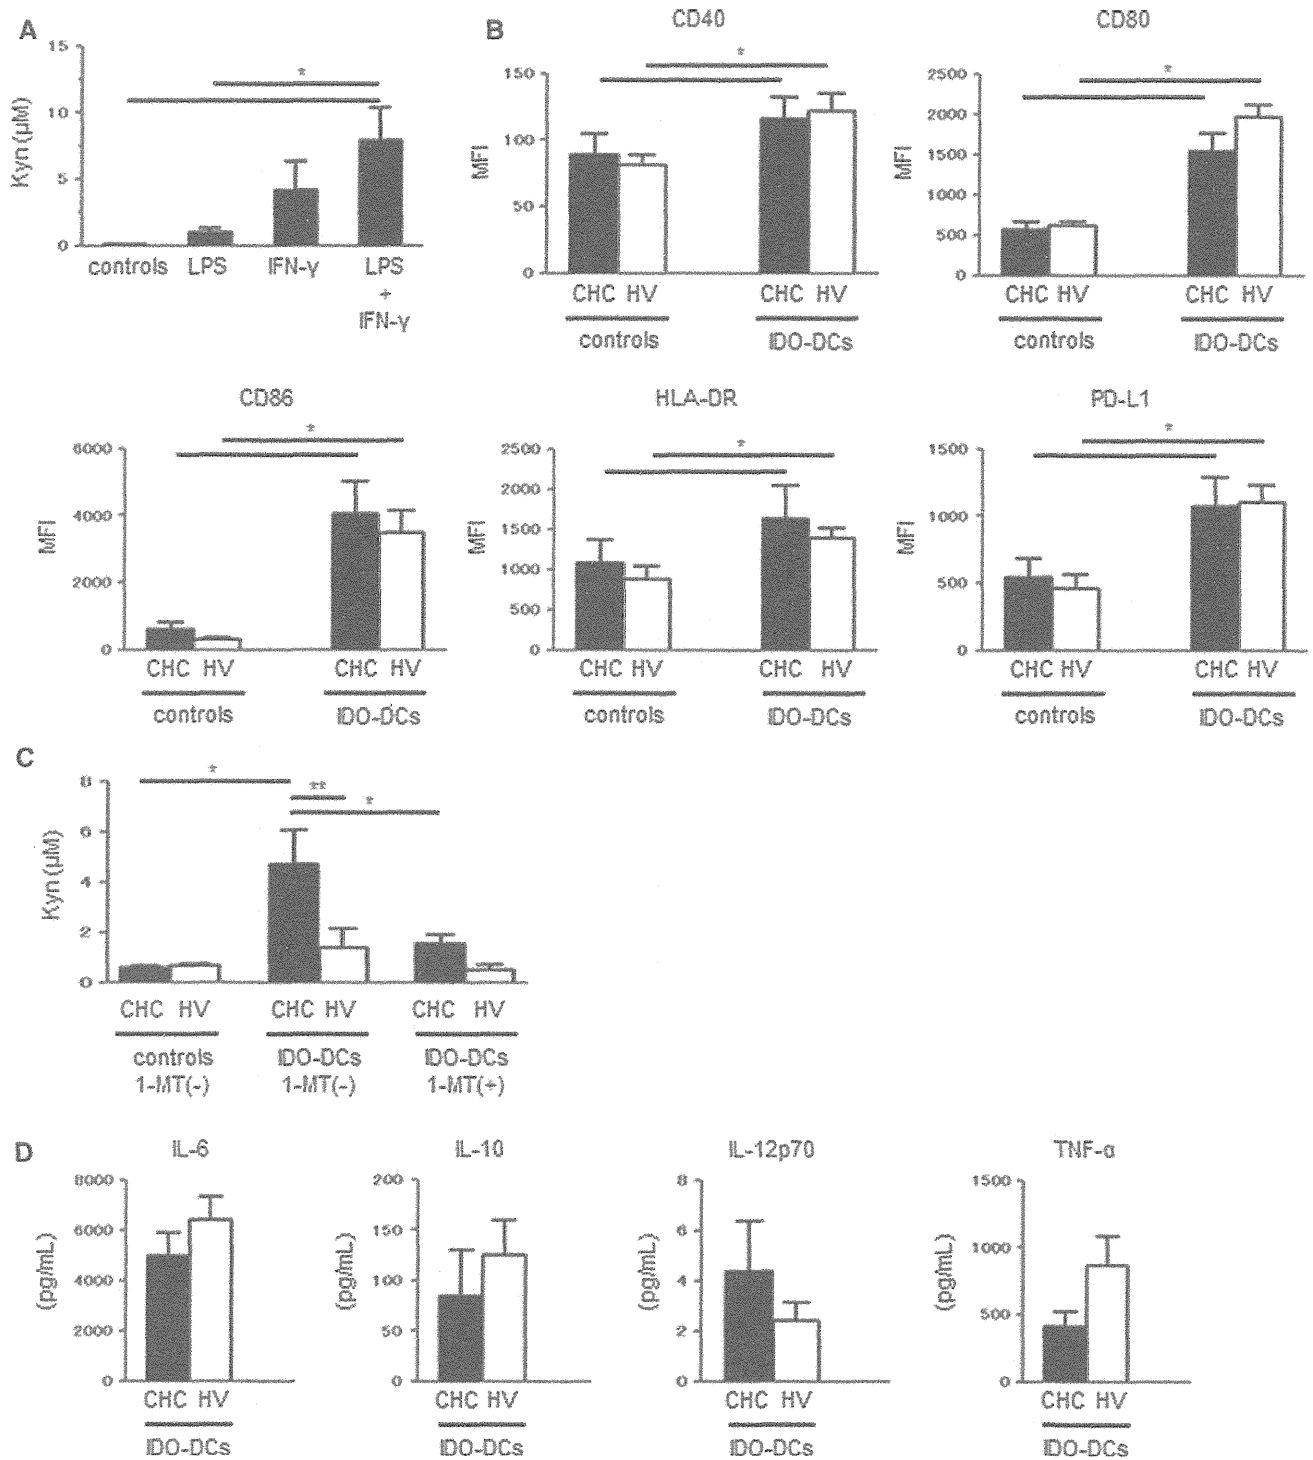 A
15
10
5
0
Kyn (µM)
*
controls LPS IFN-γ LPS
+
IFN-γ
B
CD40
150
100
50
0
MFI
*
CHC HV CHC HV
controls IDO-DCs
CD80
2500
2000
1500
1000
500
0
MFI
*
CHC HV CHC HV
controls IDO-DCs
CD86
6000
4000
2000
0
MFI
*
CHC HV CHC HV
controls IDO-DCs
HLA-DR
2500
2000
1500
1000
500
0
MFI
*
CHC HV CHC HV
controls IDO-DCs
PD-L1
1500
1000
500
0
MFI
*
CHC HV CHC HV
controls IDO-DCs
C
8
6
4
2
0
Kyn (µM)
*
**
*
CHC HV CHC HV CHC HV
controls IDO-DCs IDO-DCs
1-MT(-) 1-MT(-) 1-MT(+)
D
IL-6
8000
6000
4000
2000
0
(pg/mL)
CHC HV
IDO-DCs
IL-10
200
150
100
50
0
(pg/mL)
CHC HV
IDO-DCs
IL-12p70
8
6
4
2
0
(pg/mL)
CHC HV
IDO-DCs
TNF-α
1500
1000
500
0
(pg/mL)
CHC HV
IDO-DCs